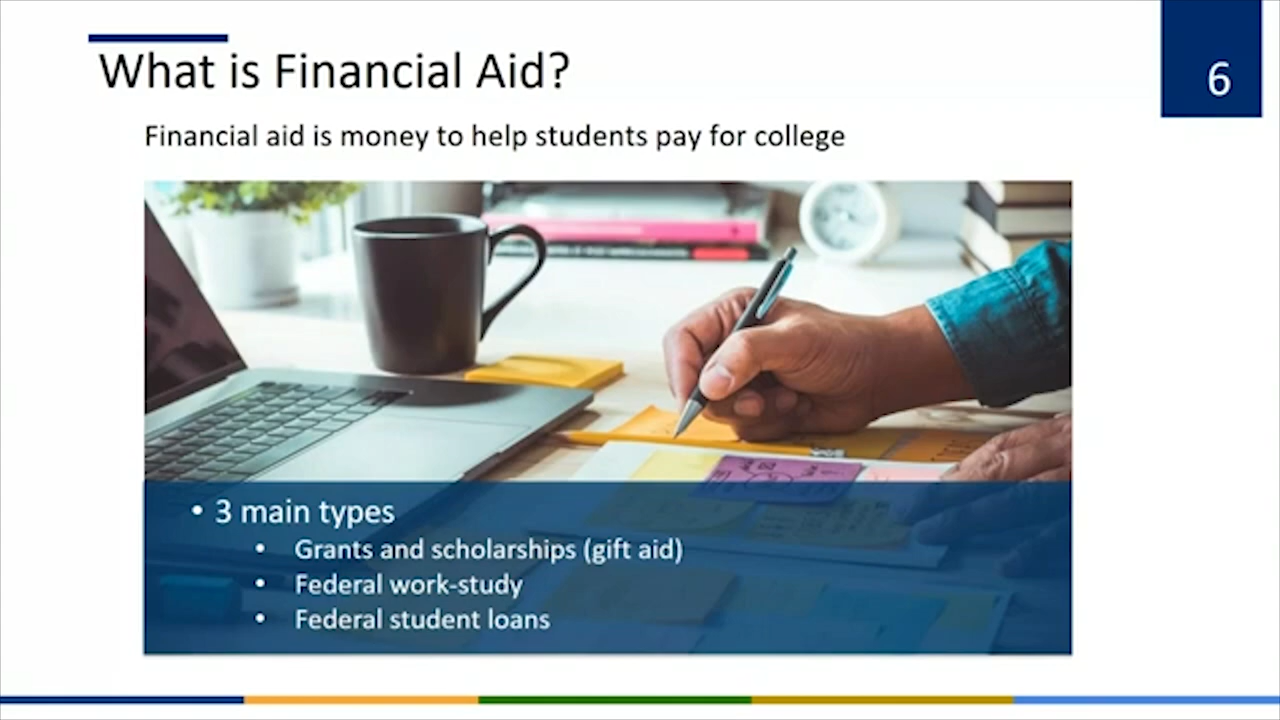 What is Financial Aid?
6
Financial aid is money to help students pay for college
• 3 main types
• Grants and scholarships (gift aid)
• Federal work-study
• Federal student loans